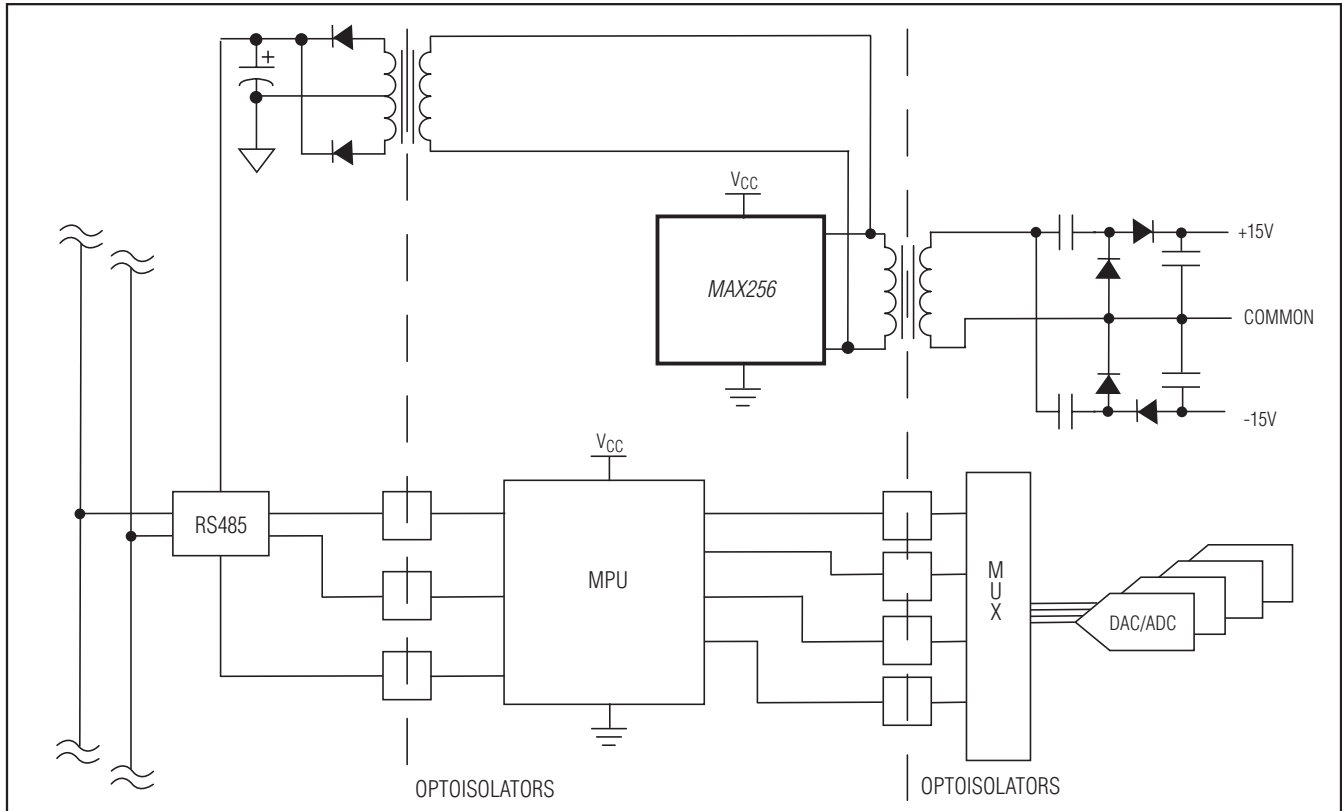 +
VCC
MAX256
+15V
COMMON
-15V
VCC
RS485
MPU
M
U
X
DAC/ADC
OPTOISOLATORS
OPTOISOLATORS